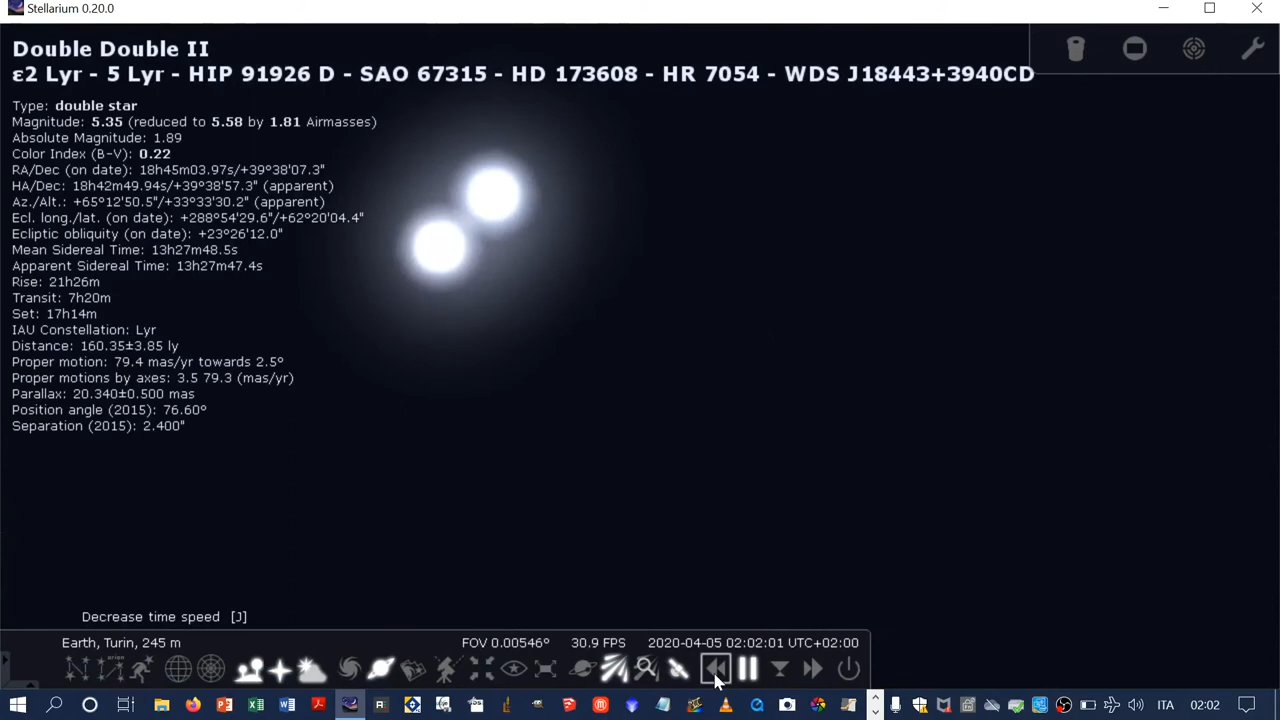 Stellarium 0.20.0
Double Double II
ε2 Lyr - 5 Lyr - HIP 91926 D - SAO 67315 - HD 173608 - HR 7054 - WDS J18443+3940CD
Type: double star
Magnitude: 5.35 (reduced to 5.58 by 1.81 Airmasses)
Absolute Magnitude: 1.89
Color Index (B-V): 0.22
RA/Dec (on date): 18h45m03.97s/+39°38'07.3"
HA/Dec: 18h42m49.94s/+39°38'57.3" (apparent)
Az./Alt.: +65°12'50.5"/+33°33'30.2" (apparent)
Ecl. long./lat. (on date): +288°54'29.6"/+62°20'04.4"
Ecliptic obliquity (on date): +23°26'12.0"
Mean Sidereal Time: 13h27m48.5s
Apparent Sidereal Time: 13h27m47.4s
Rise: 21h26m
Transit: 7h20m
Set: 17h14m
IAU Constellation: Lyr
Distance: 160.35±3.85 ly
Proper motion: 79.4 mas/yr towards 2.5°
Proper motions by axes: 3.5 79.3 (mas/yr)
Parallax: 20.340±0.500 mas
Position angle (2015): 76.60°
Separation (2015): 2.400"
Decrease time speed [J]
Earth, Turin, 245 m FOV 0.00546° 30.9 FPS 2020-04-05 02:02:01 UTC+02:00
ITA 02:02